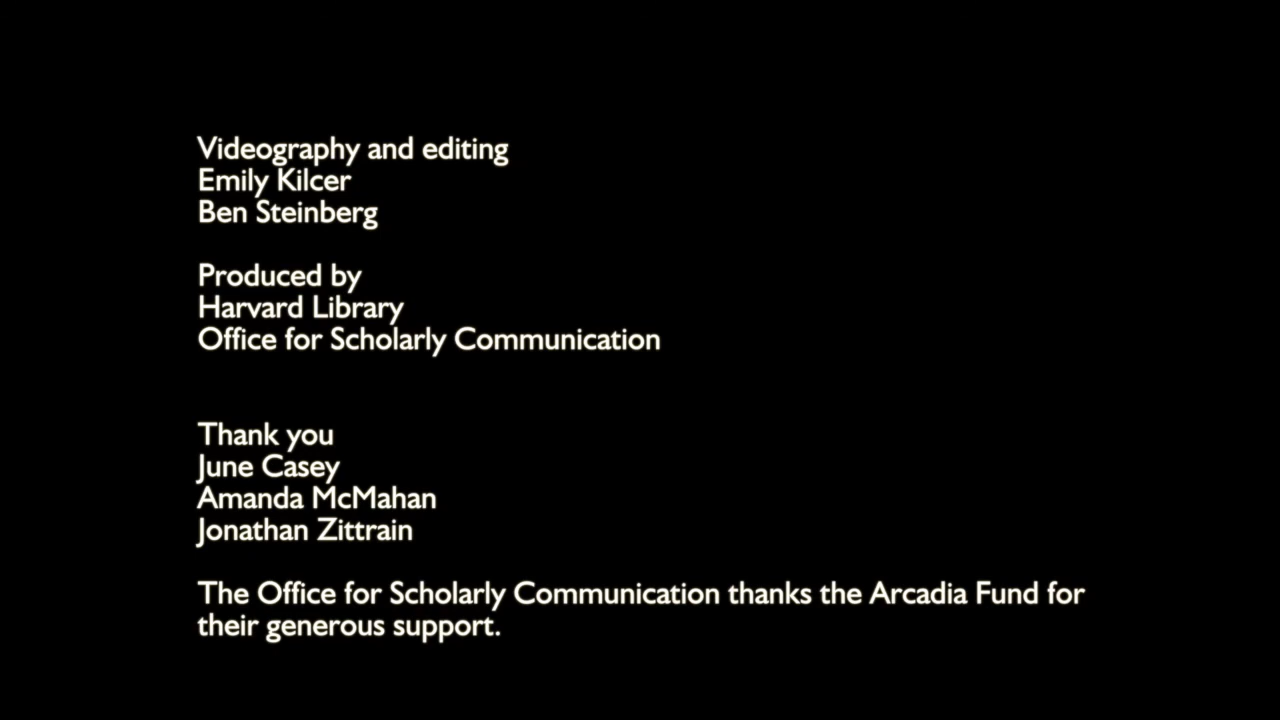 Videography and editing
Emily Kilcer
Ben Steinberg
Produced by
Harvard Library
Office for Scholarly Communication
Thank you
June Casey
Amanda McMahan
Jonathan Zittrain
The Office for Scholarly Communication thanks the Arcadia Fund for
their generous support.